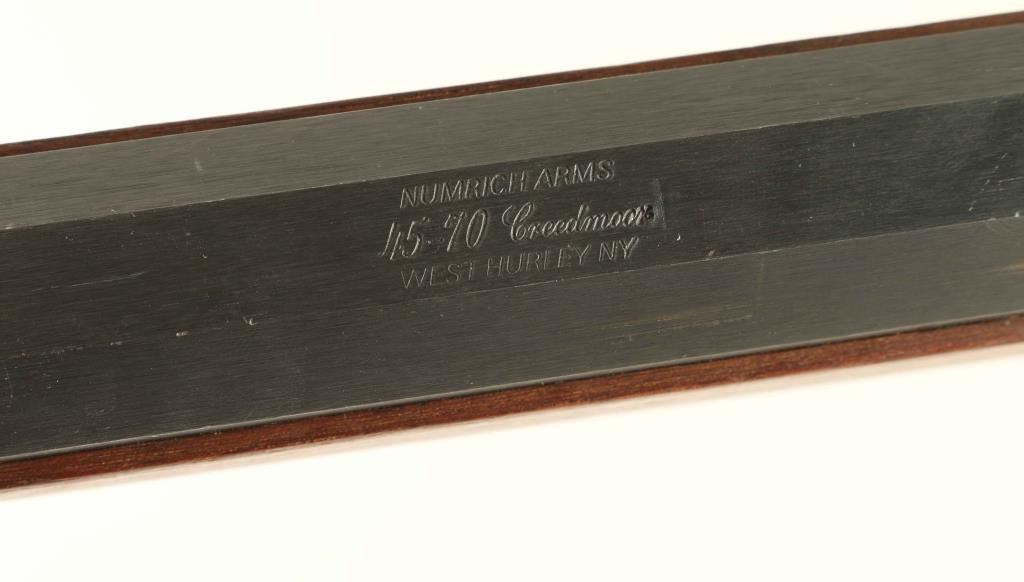 NUMRICH ARMS
45-70 Creedmoor
WEST HURLEY NY